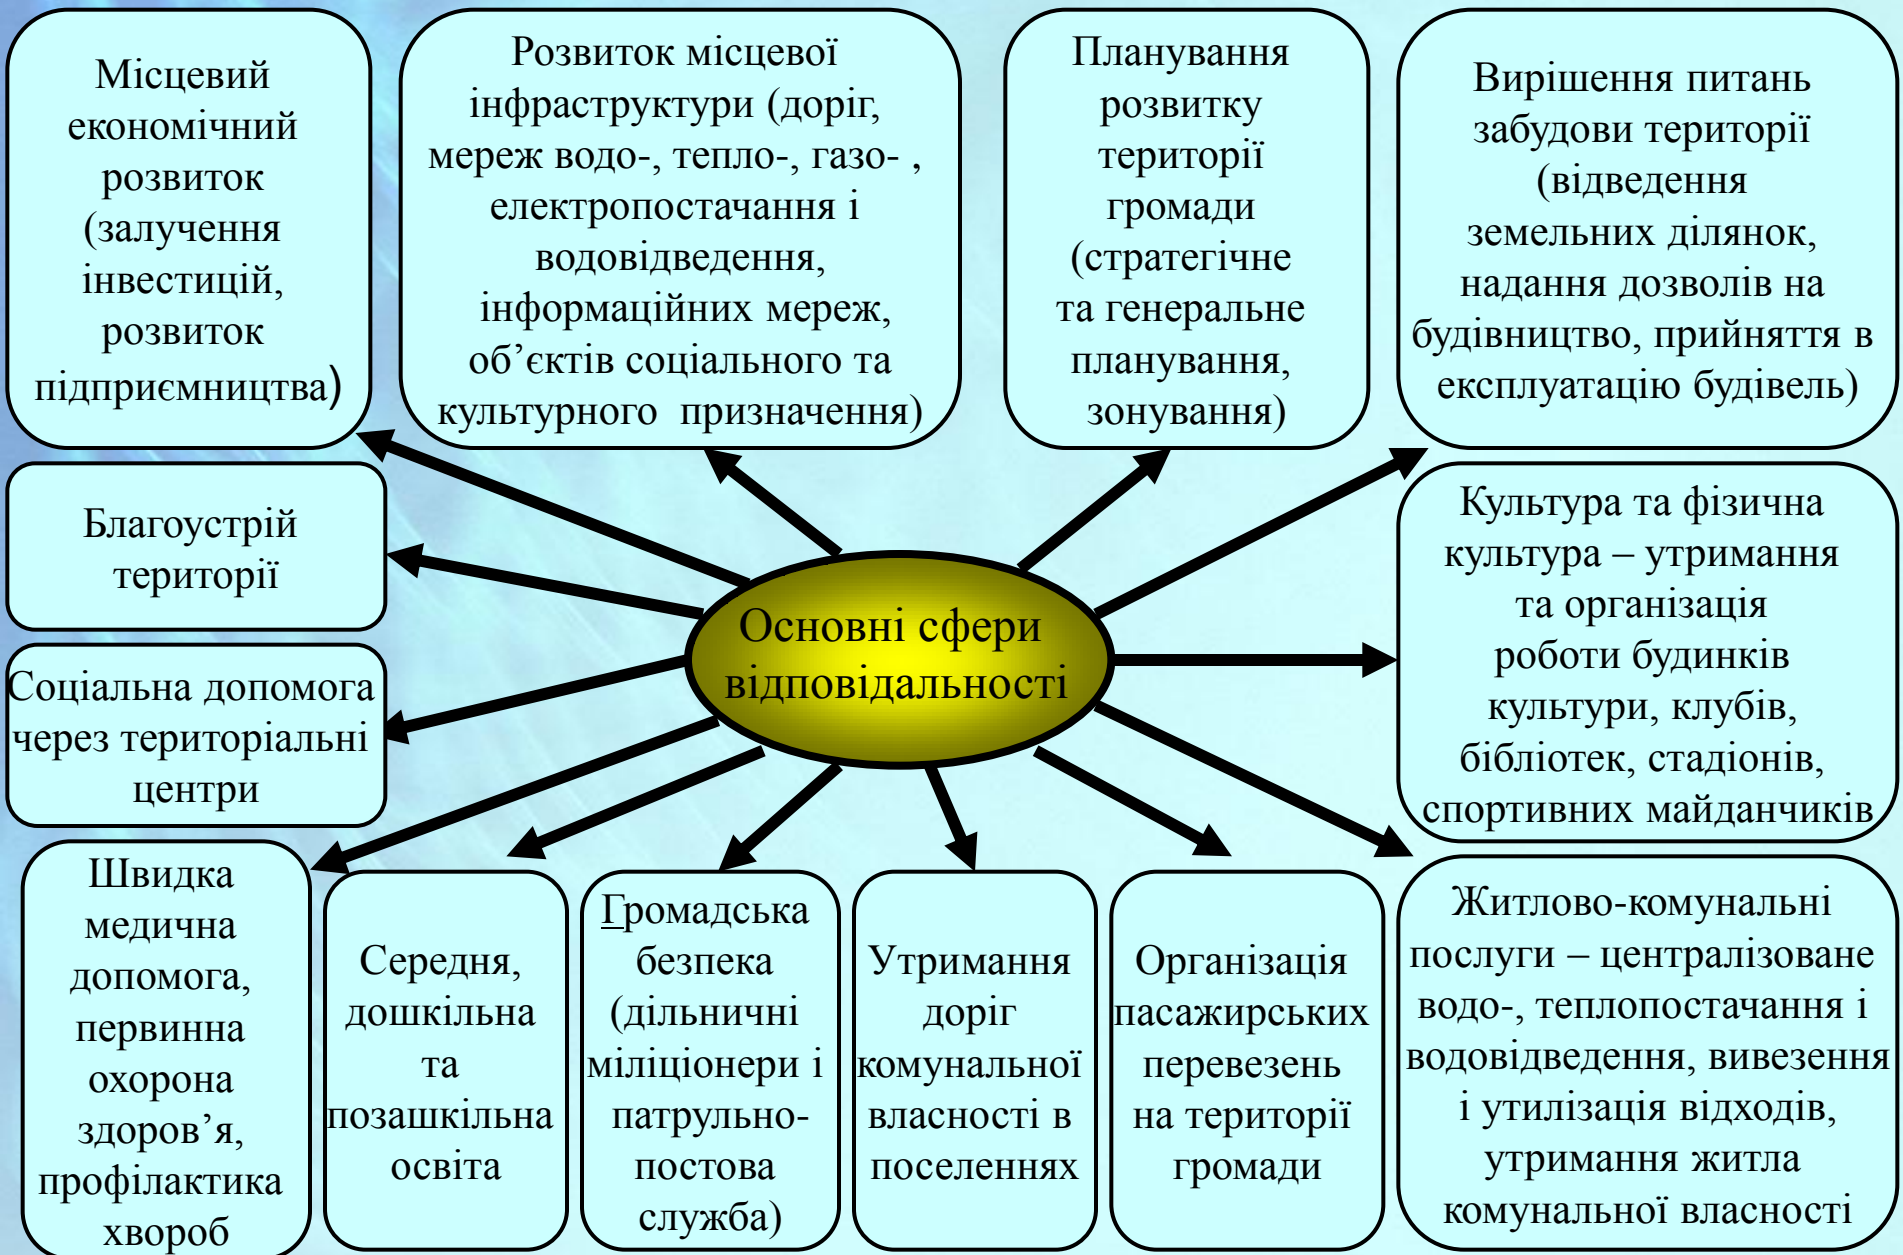 Місцевий
економічний
розвиток
(залучення
інвестицій,
розвиток
підприємництва)
Розвиток місцевої
інфраструктури (доріг,
мереж водо-, тепло-, газо- ,
електропостачання і
водовідведення,
інформаційних мереж,
об’єктів соціального та
культурного призначення)
Планування
розвитку
території
громади
(стратегічне
та генеральне
планування,
зонування)
Вирішення питань
забудови території
(відведення
земельних ділянок,
надання дозволів на
будівництво, прийняття в
експлуатацію будівель)
Благоустрій
території
Основні сфери
відповідальності
Культура та фізична
культура – утримання
та організація
роботи будинків
культури, клубів,
бібліотек, стадіонів,
спортивних майданчиків
Соціальна допомога
через територіальні
центри
Швидка
медична
допомога,
первинна
охорона
здоров’я,
профілактика
хвороб
Середня,
дошкільна
та
позашкільна
освіта
Громадська
безпека
(дільничні
міліціонери і
патрульно-
постова
служба)
Утримання
доріг
комунальної
власності в
поселеннях
Організація
пасажирських
перевезень
на території
громади
Житлово-комунальні
послуги – централізоване
водо-, теплопостачання і
водовідведення, вивезення
і утилізація відходів,
утримання житла
комунальної власності